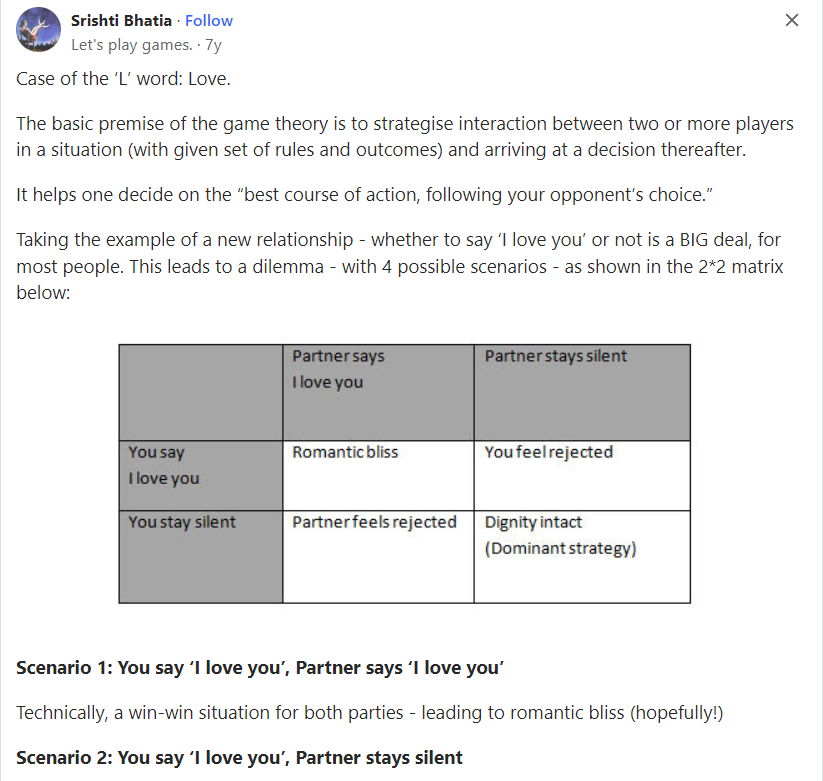 Srishti Bhatia · Follow
Let's play games. · 7y
Case of the ‘L’ word: Love.
The basic premise of the game theory is to strategise interaction between two or more players
in a situation (with given set of rules and outcomes) and arriving at a decision thereafter.
It helps one decide on the “best course of action, following your opponent’s choice.”
Taking the example of a new relationship - whether to say ‘I love you’ or not is a BIG deal, for
most people. This leads to a dilemma - with 4 possible scenarios - as shown in the 2*2 matrix
below:
Partner says
I love you
Partner stays silent
You say
I love you
Romantic bliss
You feel rejected
You stay silent
Partner feels rejected
Dignity intact
(Dominant strategy)
Scenario 1: You say ‘I love you’, Partner says ‘I love you’
Technically, a win-win situation for both parties - leading to romantic bliss (hopefully!)
Scenario 2: You say ‘I love you’, Partner stays silent